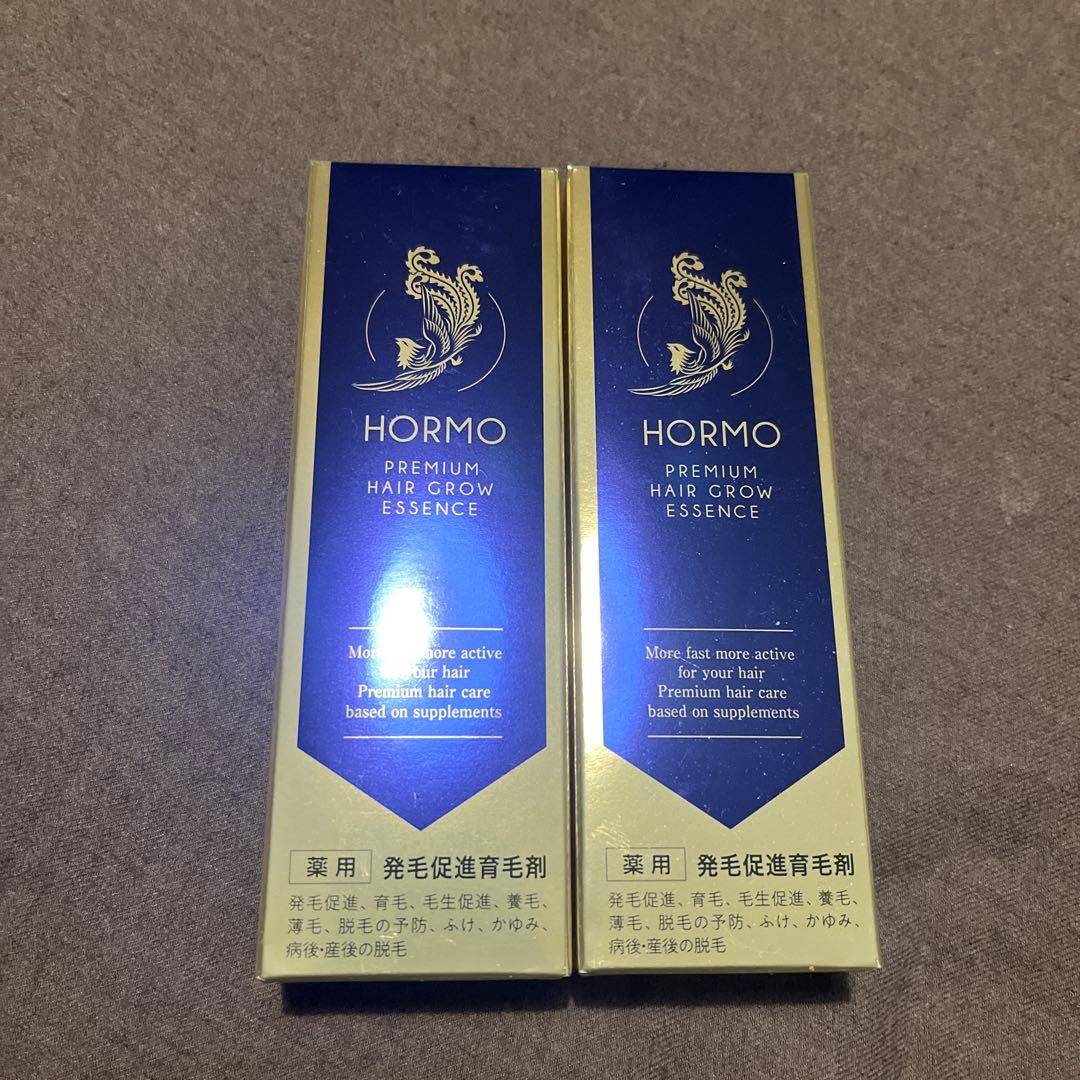 HORMO
PREMIUM
HAIR GROW
ESSENCE
more active
your hair
Premium hair care
based on supplements
薬用 発毛促進育毛剤
発毛促進、育毛、毛生促進、養毛、
薄毛、脱毛の予防、ふけ、かゆみ、
病後・産後の脱毛
HORMO
PREMIUM
HAIR GROW
ESSENCE
More fast more active
for your hair
Premium hair care
based on supplements
薬用 発毛促進育毛剤
発毛促進、育毛、毛生促進、養毛、
薄毛、脱毛の予防、ふけ、かゆみ、
病後・産後の脱毛